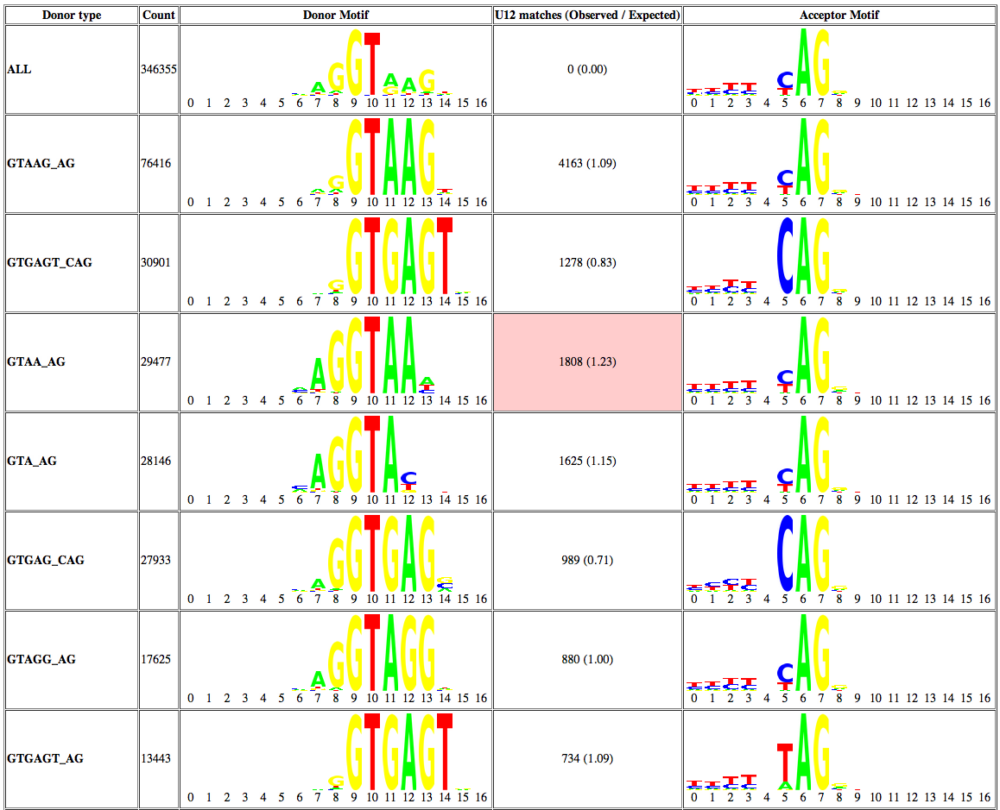 Donor type Count Donor Motif U12 matches (Observed / Expected) Acceptor Motif
ALL 346355 0 (0.00)
0 1 2 3 4 5 6 7 8 9 10 11 12 13 14 15 16 0 1 2 3 4 5 6 7 8 9 10 11 12 13 14 15 16
GTAAG_AG 76416 4163 (1.09)
0 1 2 3 4 5 6 7 8 9 10 11 12 13 14 15 16 0 1 2 3 4 5 6 7 8 9 10 11 12 13 14 15 16
GTGAGT_CAG 30901 1278 (0.83)
0 1 2 3 4 5 6 7 8 9 10 11 12 13 14 15 16 0 1 2 3 4 5 6 7 8 9 10 11 12 13 14 15 16
GTAA_AG 29477 1808 (1.23)
0 1 2 3 4 5 6 7 8 9 10 11 12 13 14 15 16 0 1 2 3 4 5 6 7 8 9 10 11 12 13 14 15 16
GTA_AG 28146 1625 (1.15)
0 1 2 3 4 5 6 7 8 9 10 11 12 13 14 15 16 0 1 2 3 4 5 6 7 8 9 10 11 12 13 14 15 16
GTGAG_CAG 27933 989 (0.71)
0 1 2 3 4 5 6 7 8 9 10 11 12 13 14 15 16 0 1 2 3 4 5 6 7 8 9 10 11 12 13 14 15 16
GTAGG_AG 17625 880 (1.00)
0 1 2 3 4 5 6 7 8 9 10 11 12 13 14 15 16 0 1 2 3 4 5 6 7 8 9 10 11 12 13 14 15 16
GTGAGT_AG 13443 734 (1.09)
0 1 2 3 4 5 6 7 8 9 10 11 12 13 14 15 16 0 1 2 3 4 5 6 7 8 9 10 11 12 13 14 15 16